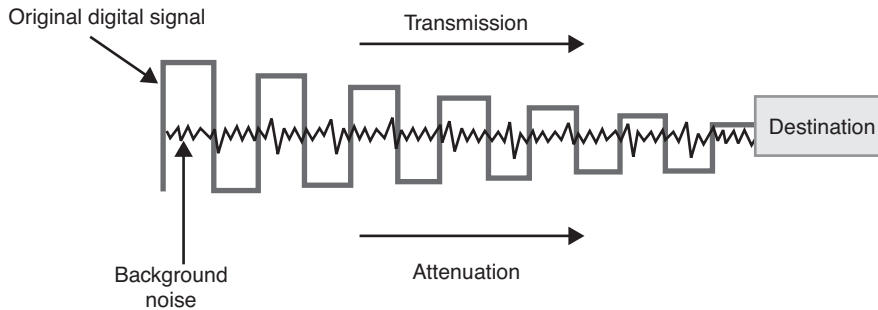 Original digital signal
Transmission
Destination
Background
noise
Attenuation